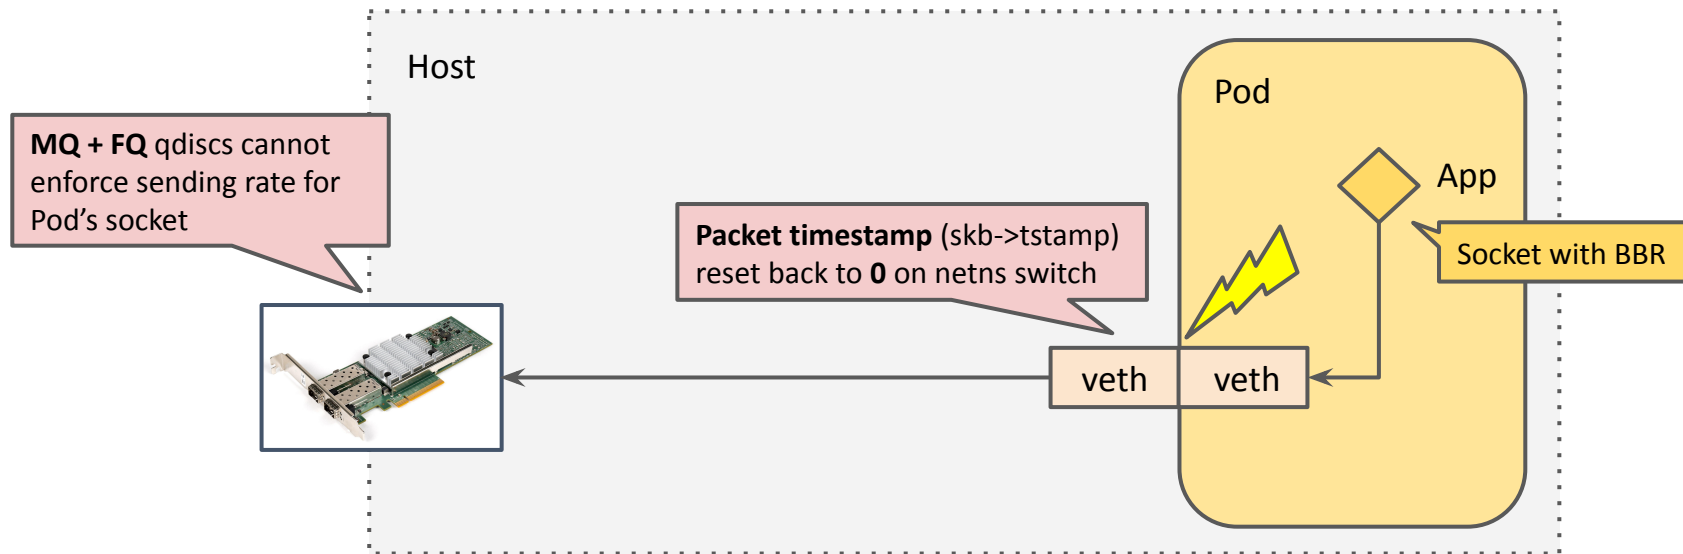 Host
Pod
MQ + FQ qdiscs cannot
enforce sending rate for
Pod's socket
App
Packet timestamp (skb->tstamp)
reset back to 0 on netns switch
Socket with BBR
veth
veth